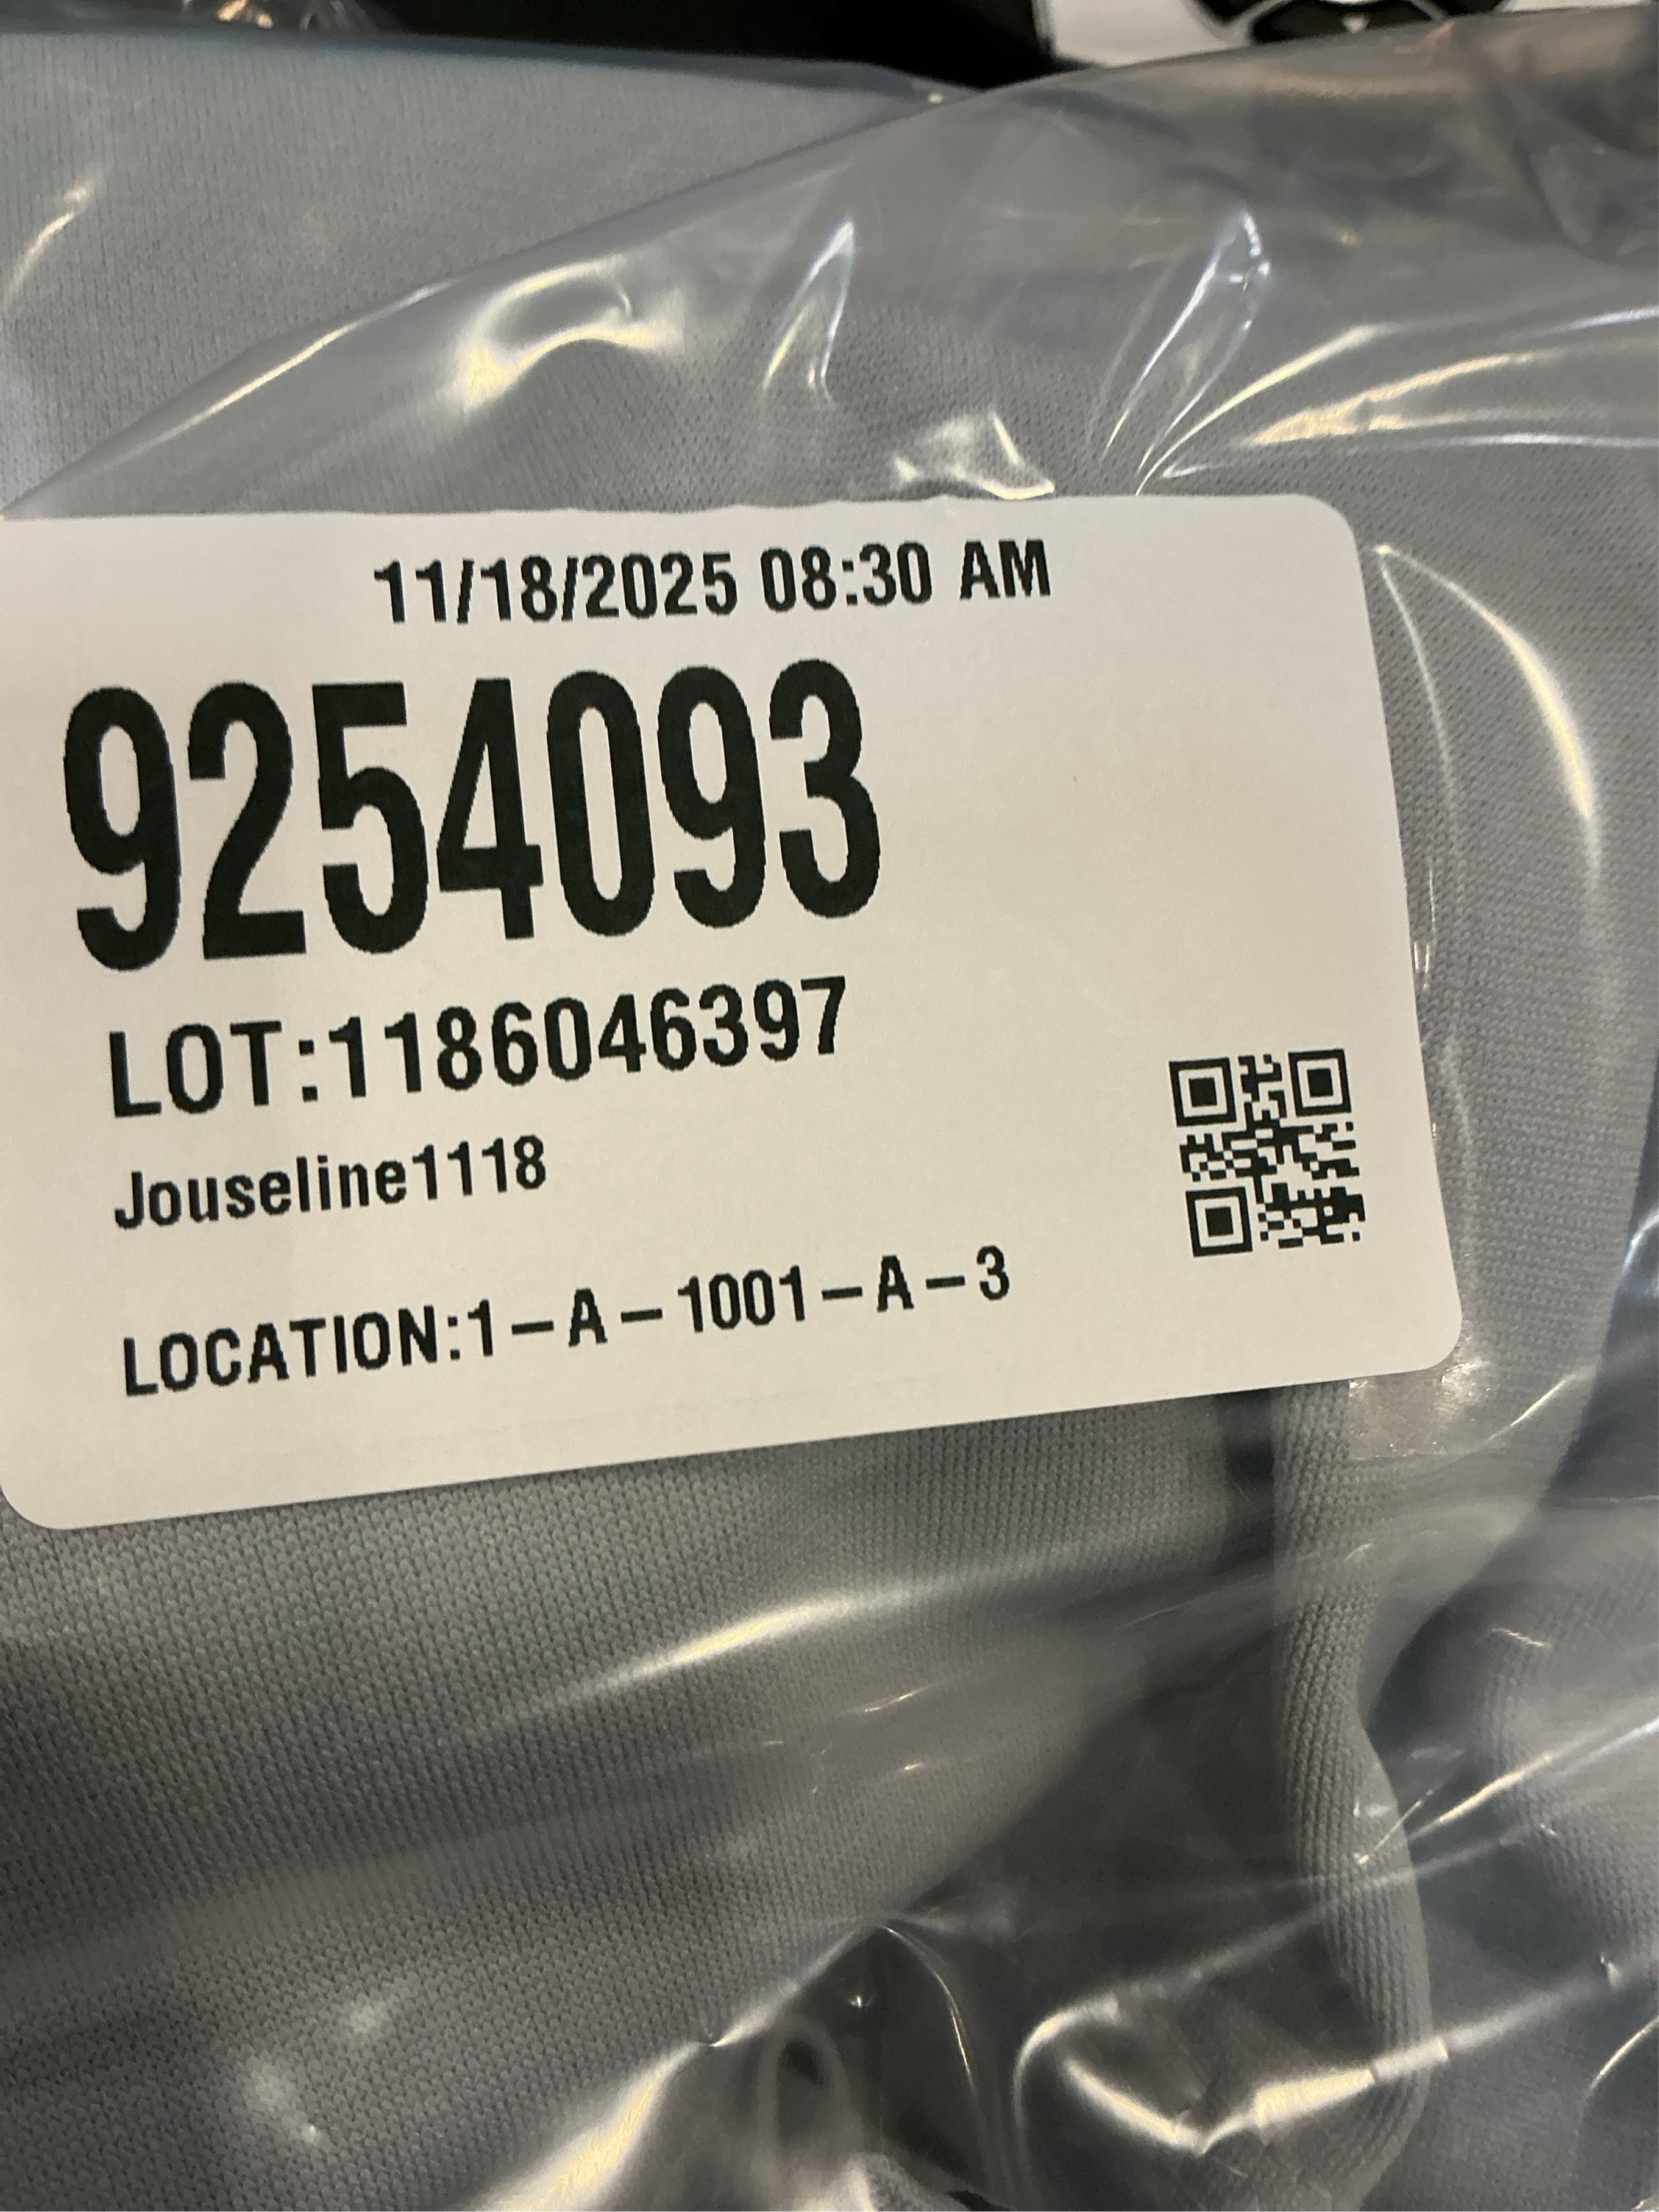 11/18/2025 08:30 AM
9254093
LOT:1186046397
Jouseline1118
LOCATION:1-A-1001-A-3